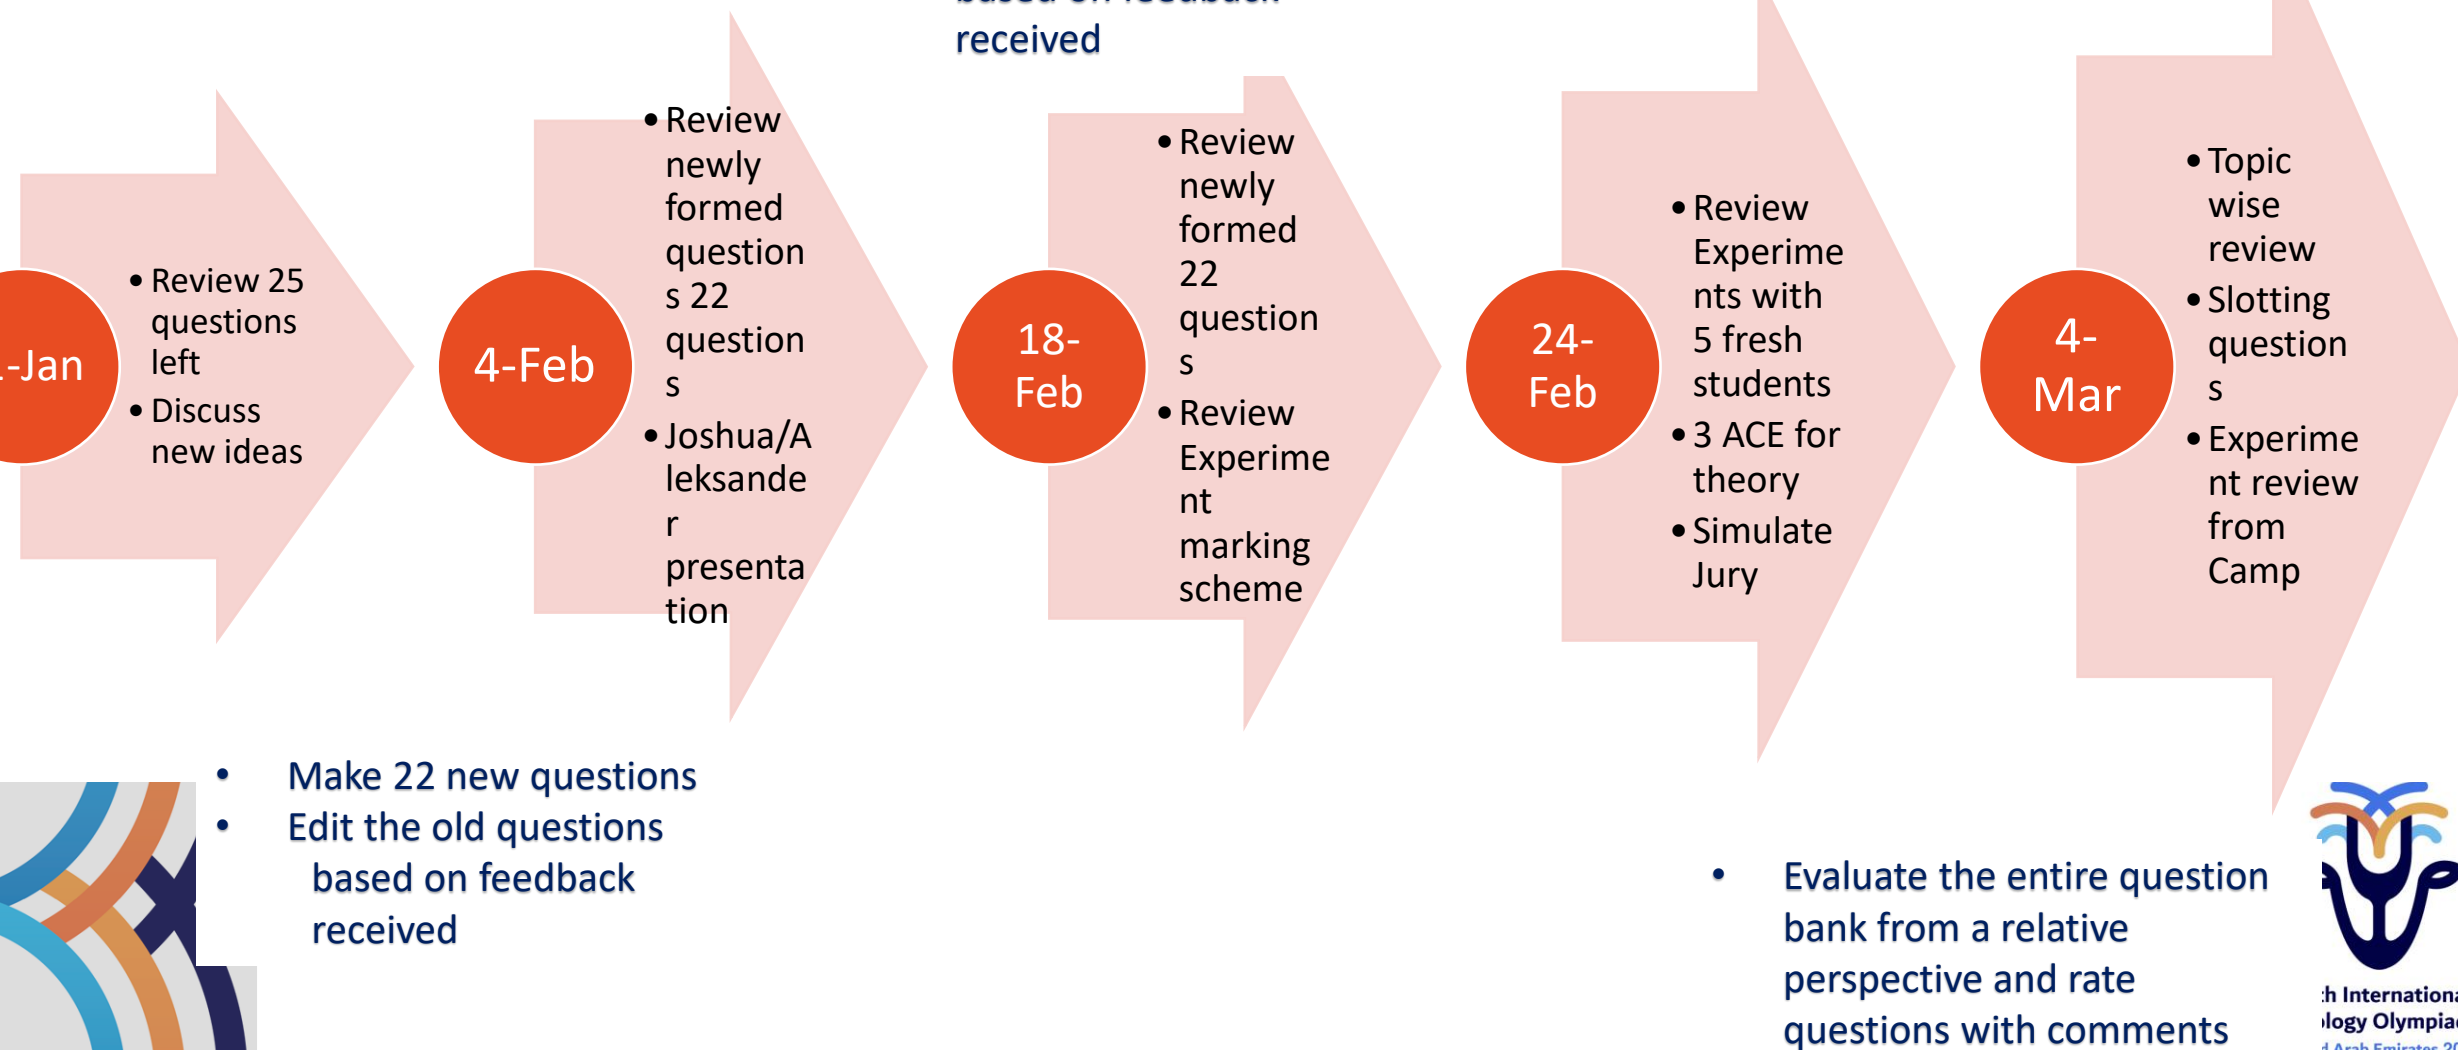 received
-Jan
• Review 25
questions
left
• Discuss
new ideas
4-Feb
• Review
newly
formed
question
s 22
question
s
• Joshua/A
leksande
r
presenta
tion
18-
Feb
• Review
newly
formed
22
question
s
• Review
Experime
nt
marking
scheme
24-
Feb
• Review
Experime
nts with
5 fresh
students
• 3 ACE for
theory
• Simulate
Jury
4-
Mar
• Topic
wise
review
• Slotting
question
s
• Experime
nt review
from
Camp
• Make 22 new questions
• Edit the old questions
based on feedback
received
• Evaluate the entire question
bank from a relative
perspective and rate
questions with comments
h Internationa
logy Olympia